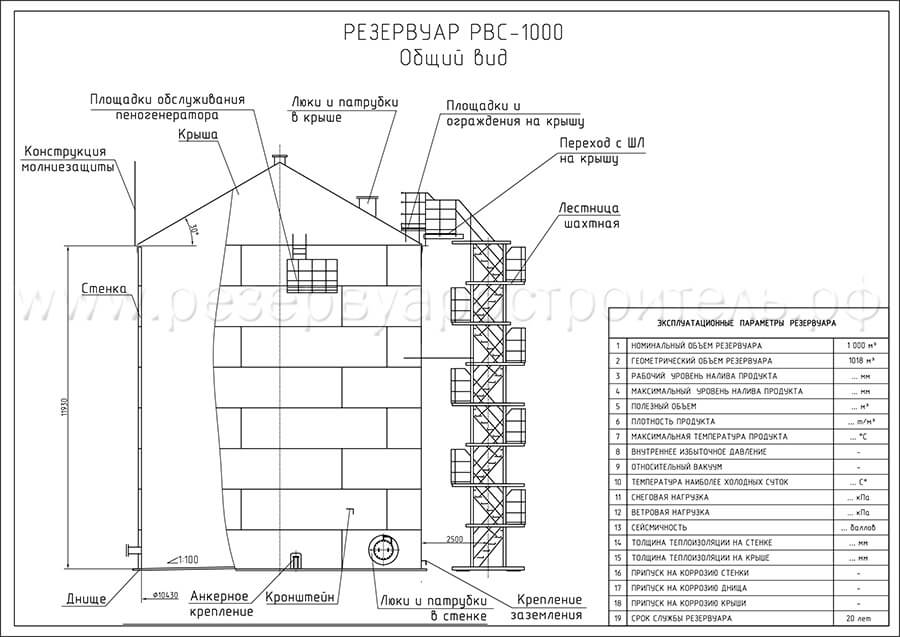 РЕЗЕРВУАР РВС-1000
Общий вид
Площадки обслуживания
пеногенератора
Люки и патрубки
в крыше
Площадки и
ограждения на крышу
Крыша
Переход с ШЛ
на крышу
Конструкция
молниезащиты
Лестница
шахтная
30°
Стенка
www.резервуаростроитель.рф
11930
2500
1:100
Днище
⌀10430
Анкерное
крепление
Кронштейн
Люки и патрубки
в стенке
Крепление
заземления
ЭКСПЛУАТАЦИОННЫЕ ПАРАМЕТРЫ РЕЗЕРВУАРА
1 НОМИНАЛЬНЫЙ ОБЪЕМ РЕЗЕРВУАРА 1 000 м³
2 ГЕОМЕТРИЧЕСКИЙ ОБЪЕМ РЕЗЕРВУАРА 1018 м³
3 РАБОЧИЙ УРОВЕНЬ НАЛИВА ПРОДУКТА ... мм
4 МАКСИМАЛЬНЫЙ УРОВЕНЬ НАЛИВА ПРОДУКТА ... мм
5 ПОЛЕЗНЫЙ ОБЪЕМ ... м³
6 ПЛОТНОСТЬ ПРОДУКТА ... т/м³
7 МАКСИМАЛЬНАЯ ТЕМПЕРАТУРА ПРОДУКТА ... °С
8 ВНУТРЕННЕЕ ИЗБЫТОЧНОЕ ДАВЛЕНИЕ -
9 ОТНОСИТЕЛЬНЫЙ ВАКУУМ -
10 ТЕМПЕРАТУРА НАИБОЛЕЕ ХОЛОДНЫХ СУТОК ... С°
11 СНЕГОВАЯ НАГРУЗКА ... кПа
12 ВЕТРОВАЯ НАГРУЗКА ... кПа
13 СЕЙСМИЧНОСТЬ ... баллов
14 ТОЛЩИНА ТЕПЛОИЗОЛЯЦИИ НА СТЕНКЕ ... мм
15 ТОЛЩИНА ТЕПЛОИЗОЛЯЦИИ НА КРЫШЕ ... мм
16 ПРИПУСК НА КОРРОЗИЮ СТЕНКИ -
17 ПРИПУСК НА КОРРОЗИЮ ДНИЩА -
18 ПРИПУСК НА КОРРОЗИЮ КРЫШИ -
19 СРОК СЛУЖБЫ РЕЗЕРВУАРА 20 лет